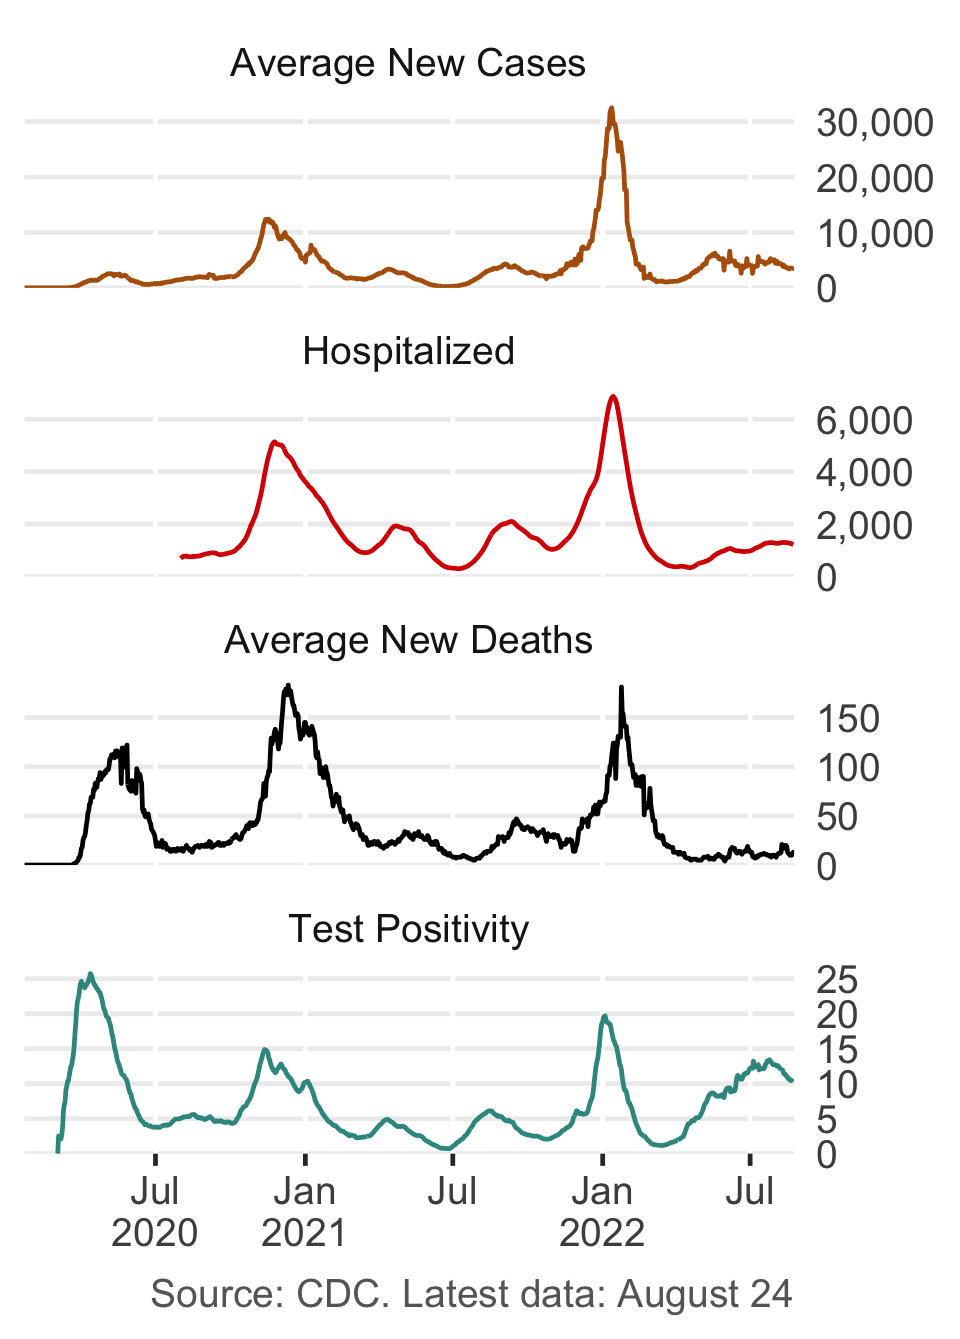 Average New Cases
30,000
20,000
10,000
0
Hospitalized
6,000
4,000
2,000
0
Average New Deaths
150
100
50
0
Test Positivity
25
20
15
10
5
0
Jul Jan Jul Jan Jul
2020 2021 2022
Source: CDC. Latest data: August 24